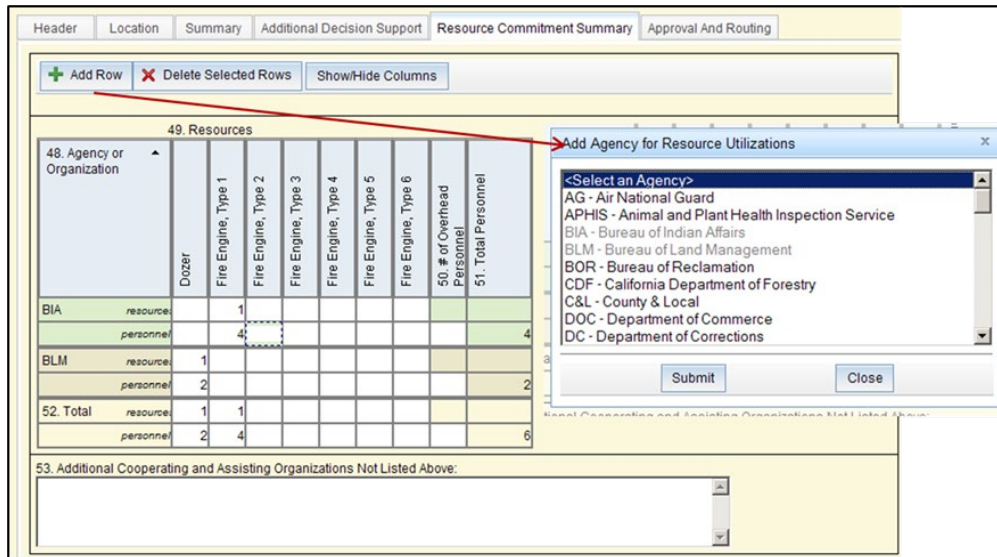 Header Location Summary Additional Decision Support Resource Commitment Summary Approval And Routing
Add Row Delete Selected Rows Show/Hide Columns
49. Resources
48. Agency or
Organization
Dozer
Fire Engine, Type 1
Fire Engine, Type 2
Fire Engine, Type 3
Fire Engine, Type 4
Fire Engine, Type 5
Fire Engine, Type 6
50. # of Overhead
Personnel
51. Total Personnel
BIA resource 1
personnel 4 4
BLM resource 1
personnel 2 2
52. Total resource 1 1
personnel 2 4 6
53. Additional Cooperating and Assisting Organizations Not Listed Above:
Add Agency for Resource Utilizations x
<Select an Agency>
AG - Air National Guard
APHIS - Animal and Plant Health Inspection Service
BIA - Bureau of Indian Affairs
BLM - Bureau of Land Management
BOR - Bureau of Reclamation
CDF - California Department of Forestry
C&L - County & Local
DOC - Department of Commerce
DC - Department of Corrections
Submit Close